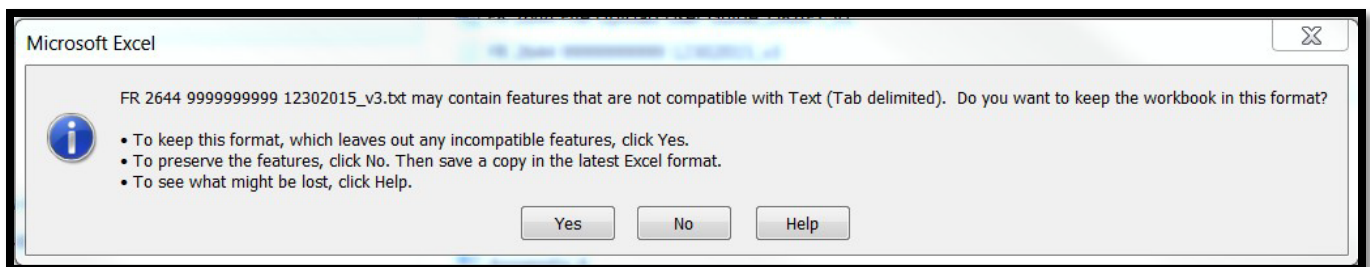 Microsoft Excel
FR 2644 9999999999 12302015_v3.txt may contain features that are not compatible with Text (Tab delimited).  Do you want to keep the workbook in this format?
• To keep this format, which leaves out any incompatible features, click Yes.
• To preserve the features, click No. Then save a copy in the latest Excel format.
• To see what might be lost, click Help.
Yes
No
Help